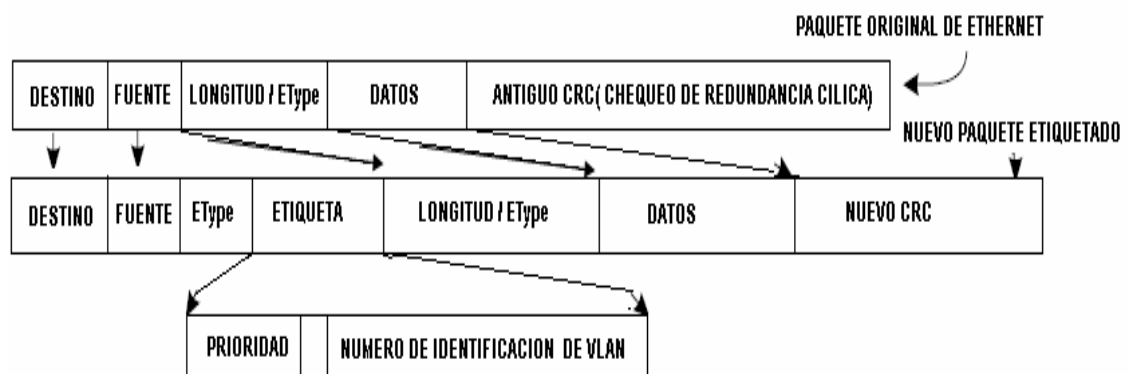 PAQUETE ORIGINAL DE ETHERNET
DESTINO FUENTE LONGITUD / EType DATOS ANTIGUO CRC( CHEQUEO DE REDUNDANCIA CILICA)
NUEVO PAQUETE ETIQUETADO
DESTINO FUENTE EType ETIQUETA LONGITUD / EType DATOS NUEVO CRC
PRIORIDAD NUMERO DE IDENTIFICACION DE VLAN